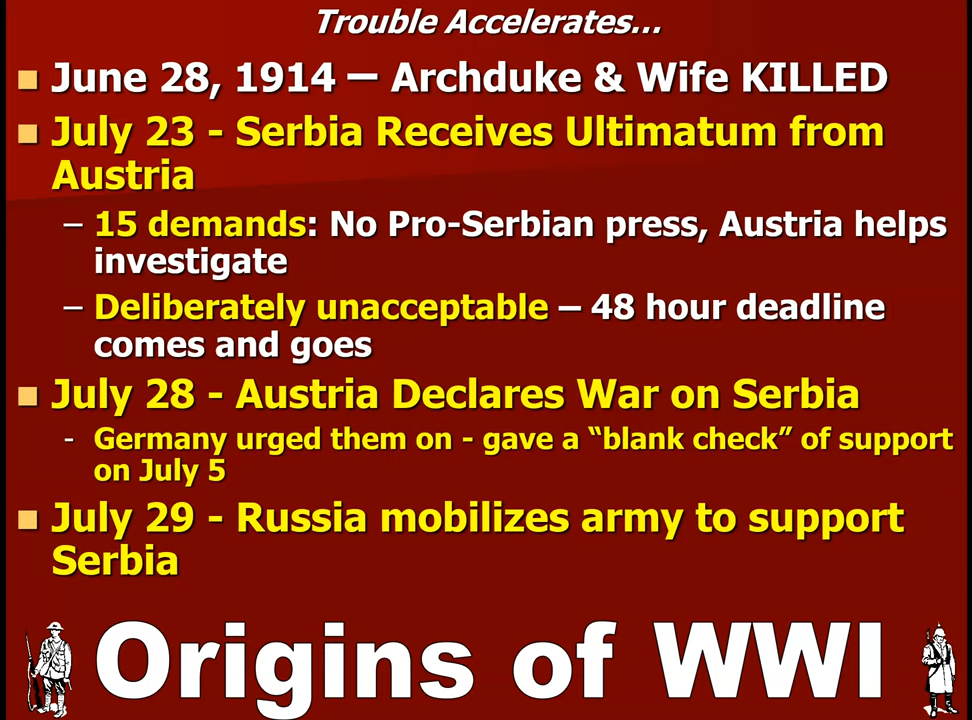 Trouble Accelerates…
■ June 28, 1914 – Archduke & Wife KILLED
■ July 23 - Serbia Receives Ultimatum from
Austria
– 15 demands: No Pro-Serbian press, Austria helps
investigate
– Deliberately unacceptable – 48 hour deadline
comes and goes
■ July 28 - Austria Declares War on Serbia
- Germany urged them on - gave a “blank check” of support
on July 5
■ July 29 - Russia mobilizes army to support
Serbia
Origins of WWI